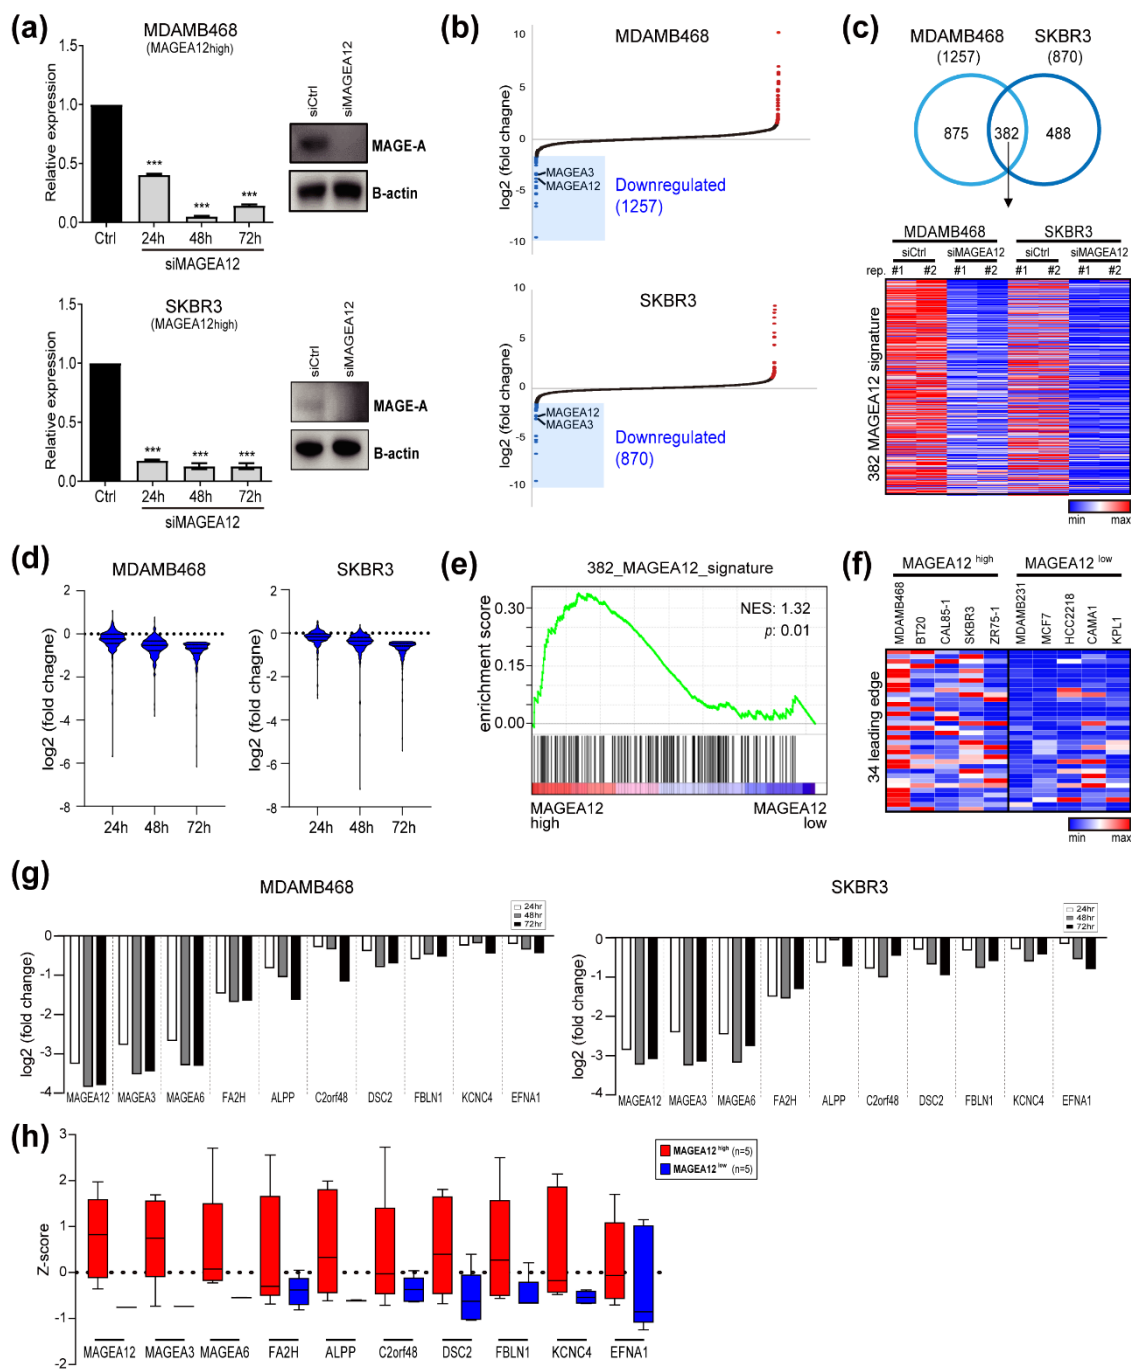 (a)
MDAMB468
(MAGEA12high)
Relative expression
1.5
1.0
0.5
0.0
***
***
***
Ctrl
24h
48h
72h
siMAGEA12
siCtrl
siMAGEA12
MAGE-A
B-actin
SKBR3
(MAGEA12high)
Relative expression
1.5
1.0
0.5
0.0
***
***
***
Ctrl
24h
48h
72h
siMAGEA12
siCtrl
siMAGEA12
MAGE-A
B-actin
(b)
MDAMB468
log2 (fold chagne)
10
5
0
-5
-10
MAGEA3
MAGEA12
Downregulated
(1257)
SKBR3
log2 (fold chagne)
10
5
0
-5
-10
MAGEA12
MAGEA3
Downregulated
(870)
(c)
MDAMB468
(1257)
SKBR3
(870)
875
382
488
MDAMB468
SKBR3
siCtrl
siMAGEA12
siCtrl
siMAGEA12
rep. #1 #2 #1 #2 #1 #2 #1 #2
382 MAGEA12 signature
min
max
(d)
MDAMB468
log2 (fold chagne)
2
0
-2
-4
-6
-8
24h
48h
72h
SKBR3
log2 (fold chagne)
2
0
-2
-4
-6
-8
24h
48h
72h
(e)
382_MAGEA12_signature
enrichment score
0.30
0.15
0.00
NES: 1.32
p: 0.01
MAGEA12
high
MAGEA12
low
(f)
MAGEA12 high
MAGEA12 low
MDAMB468
BT20
CAL85-1
SKBR3
ZR75-1
MDAMB231
MCF7
HCC2218
CAMA1
KPL1
34 leading edge
min
max
(g)
MDAMB468
24hr
48hr
72hr
log2 (fold change)
0
-1
-2
-3
-4
MAGEA12
MAGEA3
MAGEA6
FA2H
ALPP
C2orf48
DSC2
FBLN1
KCNC4
EFNA1
SKBR3
24hr
48hr
72hr
log2 (fold change)
0
-1
-2
-3
-4
MAGEA12
MAGEA3
MAGEA6
FA2H
ALPP
C2orf48
DSC2
FBLN1
KCNC4
EFNA1
(h)
Z-score
3
2
1
0
-1
-2
MAGEA12 high (n=5)
MAGEA12 low (n=5)
MAGEA12
MAGEA3
MAGEA6
FA2H
ALPP
C2orf48
DSC2
FBLN1
KCNC4
EFNA1